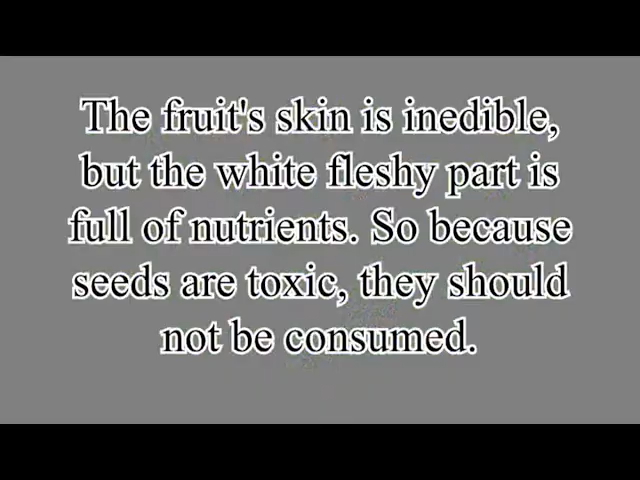 The fruit's skin is inedible,
but the white fleshy part is
full of nutrients. So because
seeds are toxic, they should
not be consumed.